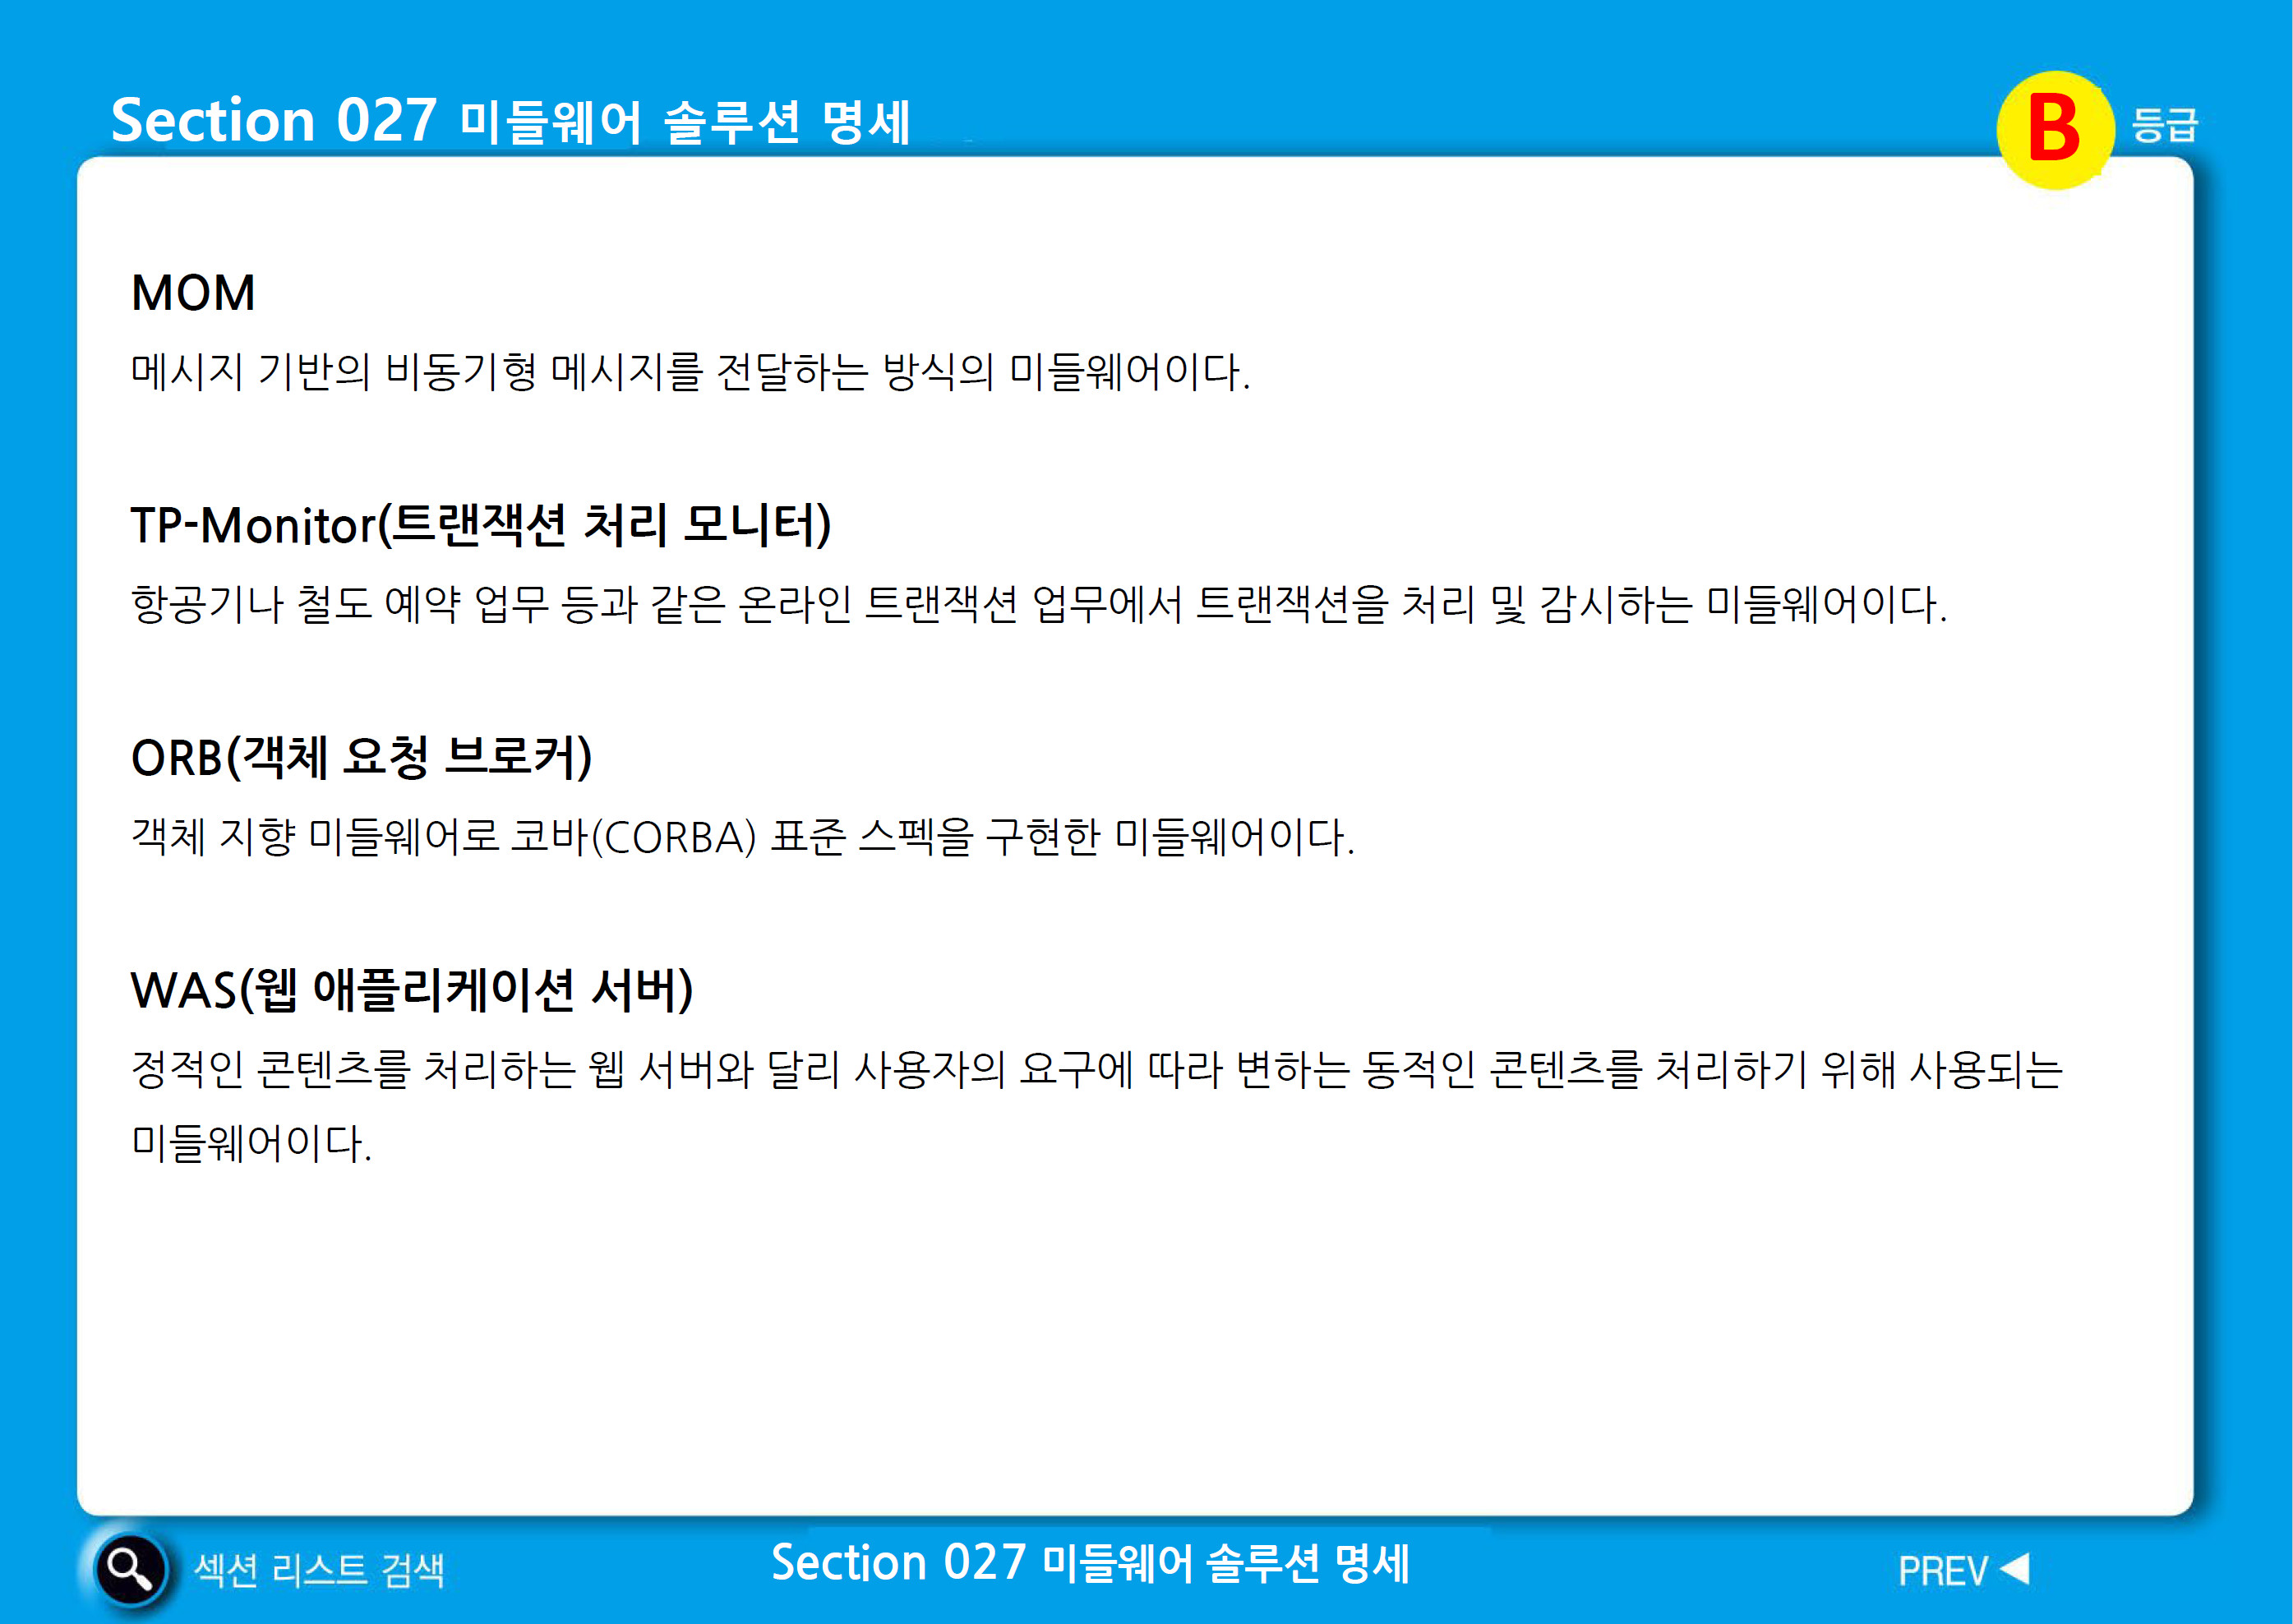 Section 027 미들웨어 솔루션 명세
B 등급
MOM
메시지 기반의 비동기형 메시지를 전달하는 방식의 미들웨어이다.
TP-Monitor(트랜잭션 처리 모니터)
항공기나 철도 예약 업무 등과 같은 온라인 트랜잭션 업무에서 트랜잭션을 처리 및 감시하는 미들웨어이다.
ORB(객체 요청 브로커)
객체 지향 미들웨어로 코바(CORBA) 표준 스펙을 구현한 미들웨어이다.
WAS(웹 애플리케이션 서버)
정적인 콘텐츠를 처리하는 웹 서버와 달리 사용자의 요구에 따라 변하는 동적인 콘텐츠를 처리하기 위해 사용되는
미들웨어이다.
섹션 리스트 검색
Section 027 미들웨어 솔루션 명세
PREV ◀